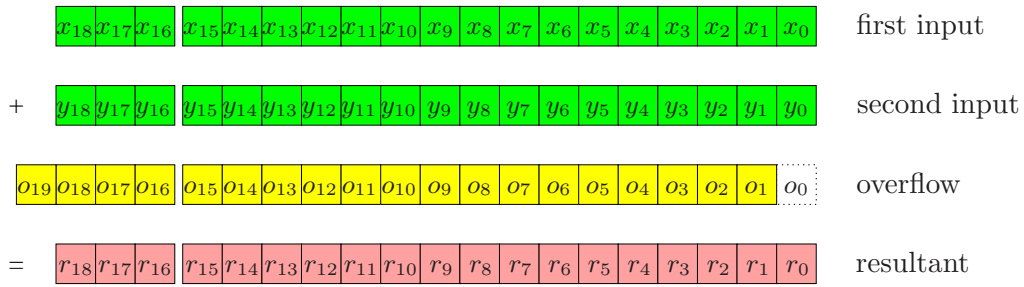 x18 x17 x16 x15 x14 x13 x12 x11 x10 x9 x8 x7 x6 x5 x4 x3 x2 x1 x0 first input
+ y18 y17 y16 y15 y14 y13 y12 y11 y10 y9 y8 y7 y6 y5 y4 y3 y2 y1 y0 second input
o19 o18 o17 o16 o15 o14 o13 o12 o11 o10 o9 o8 o7 o6 o5 o4 o3 o2 o1 o0 overflow
= r18 r17 r16 r15 r14 r13 r12 r11 r10 r9 r8 r7 r6 r5 r4 r3 r2 r1 r0 resultant